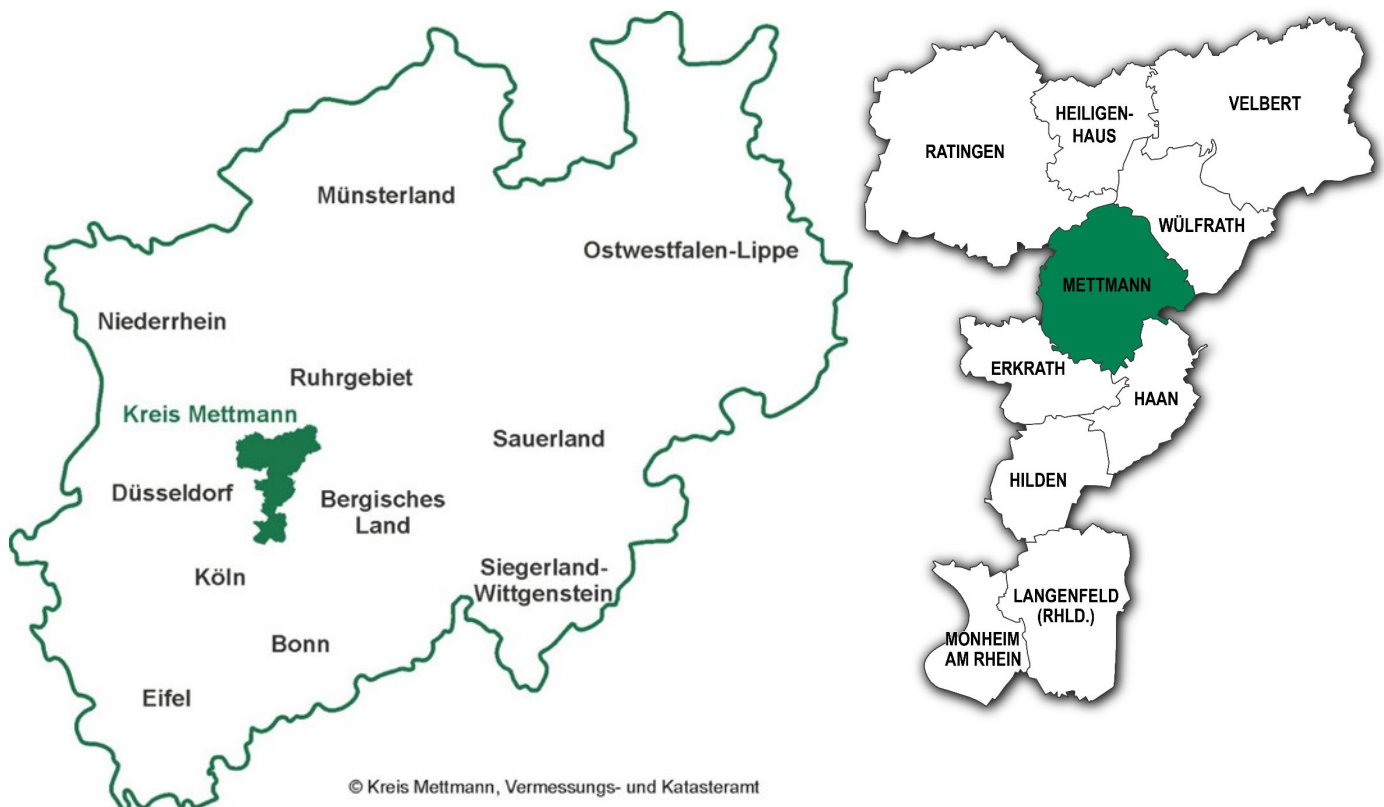 Münsterland
Ostwestfalen-Lippe
Niederrhein
Ruhrgebiet
Kreis Mettmann
Sauerland
Düsseldorf
Bergisches
Land
Köln
Siegerland-
Wittgenstein
Bonn
Eifel
© Kreis Mettmann, Vermessungs- und Katasteramt
VELBERT
HEILIGEN-
HAUS
RATINGEN
WÜLFRATH
METTMANN
ERKRATH
HAAN
HILDEN
LANGENFELD
(RHLD.)
MONHEIM
AM RHEIN